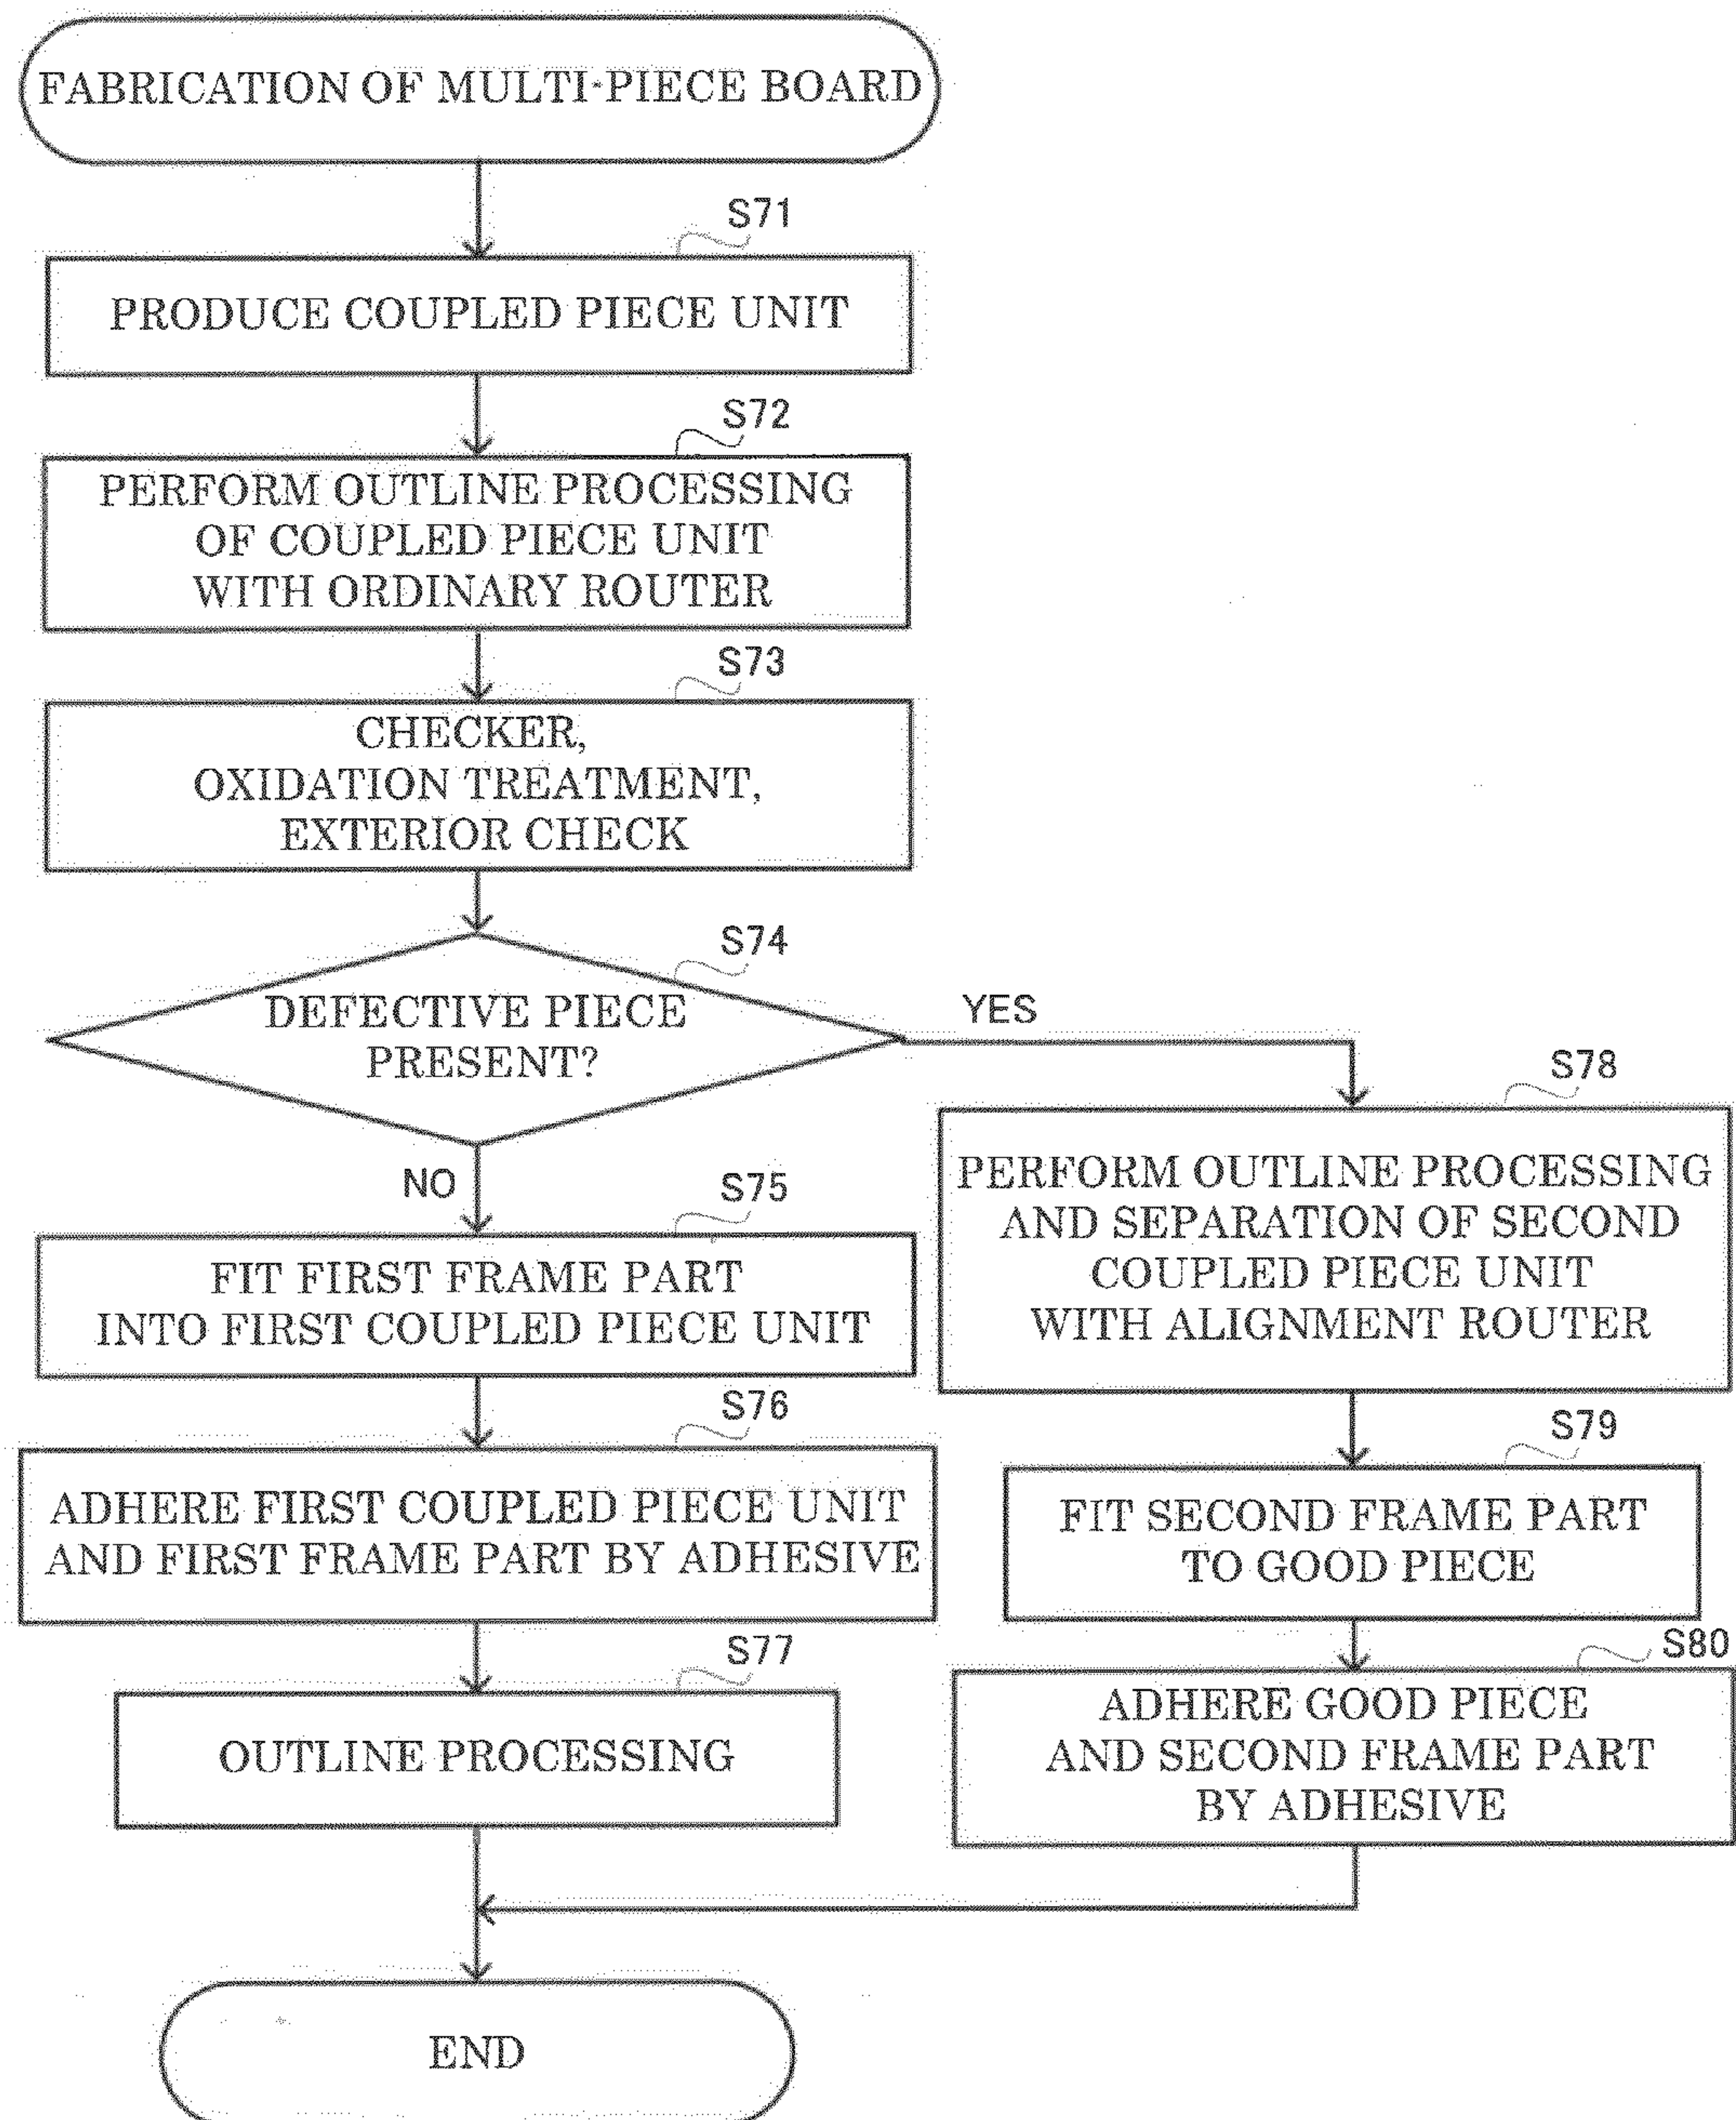 FABRICATION OF MULTI-PIECE BOARD
S71
PRODUCE COUPLED PIECE UNIT
S72
PERFORM OUTLINE PROCESSING
OF COUPLED PIECE UNIT
WITH ORDINARY ROUTER
S73
CHECKER,
OXIDATION TREATMENT,
EXTERIOR CHECK
S74
DEFECTIVE PIECE
PRESENT?
YES
NO
S75
FIT FIRST FRAME PART
INTO FIRST COUPLED PIECE UNIT
S76
ADHERE FIRST COUPLED PIECE UNIT
AND FIRST FRAME PART BY ADHESIVE
S77
OUTLINE PROCESSING
S78
PERFORM OUTLINE PROCESSING
AND SEPARATION OF SECOND
COUPLED PIECE UNIT
WITH ALIGNMENT ROUTER
S79
FIT SECOND FRAME PART
TO GOOD PIECE
S80
ADHERE GOOD PIECE
AND SECOND FRAME PART
BY ADHESIVE
END